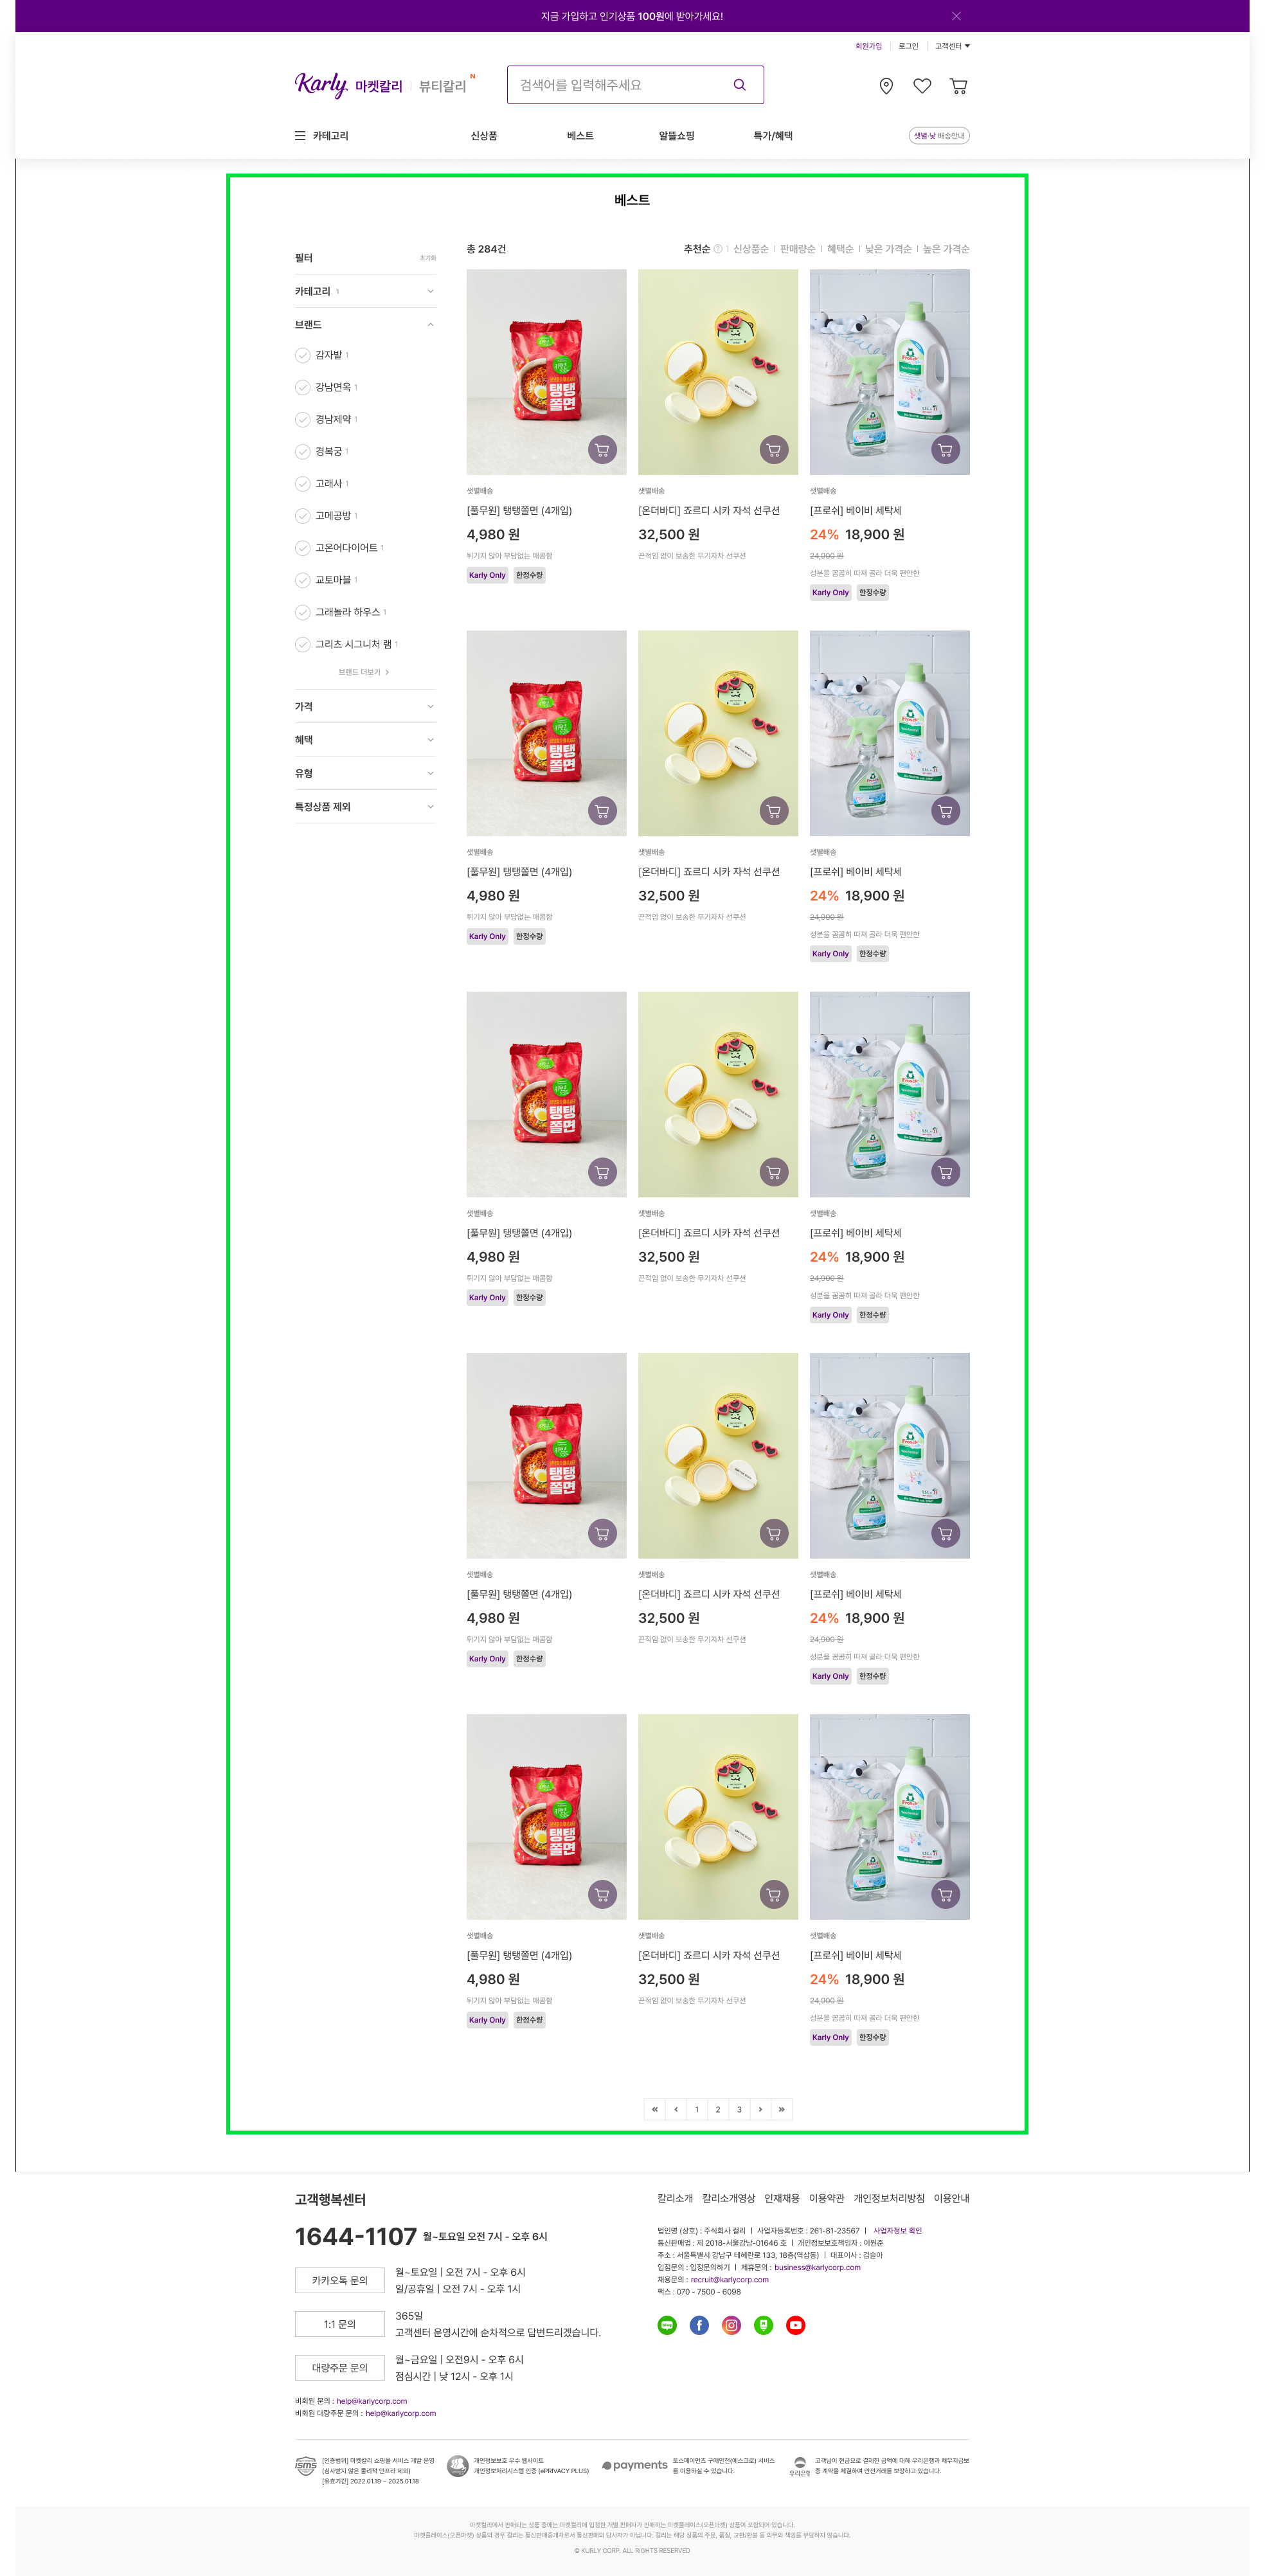 지금 가입하고 인기상품 100원에 받아가세요!
회원가입 로그인 고객센터
Karly 마켓칼리 뷰티칼리 N
검색어를 입력해주세요
카테고리 신상품 베스트 알뜰쇼핑 특가/혜택 샛별·낮 배송안내
베스트
필터 초기화
카테고리 1
브랜드
감자밭 1
강남면옥 1
경남제약 1
경복궁 1
고래사 1
고메공방 1
고온어다이어트 1
교토마블 1
그래놀라 하우스 1
그리츠 시그니처 램 1
브랜드 더보기
가격
혜택
유형
특정상품 제외
총 284건 추천순 신상품순 판매량순 혜택순 낮은 가격순 높은 가격순
탱탱쫄면
샛별배송 샛별배송 샛별배송
[풀무원] 탱탱쫄면 (4개입) [온더바디] 죠르디 시카 자석 선쿠션 [프로쉬] 베이비 세탁세
4,980 원 32,500 원 24% 18,900 원
튀기지 않아 부담없는 매콤함 끈적임 없이 보송한 무기자차 선쿠션 24,900 원
성분을 꼼꼼히 따져 골라 더욱 편안한
Karly Only 한정수량 Karly Only 한정수량
탱탱쫄면
샛별배송 샛별배송 샛별배송
[풀무원] 탱탱쫄면 (4개입) [온더바디] 죠르디 시카 자석 선쿠션 [프로쉬] 베이비 세탁세
4,980 원 32,500 원 24% 18,900 원
튀기지 않아 부담없는 매콤함 끈적임 없이 보송한 무기자차 선쿠션 24,900 원
성분을 꼼꼼히 따져 골라 더욱 편안한
Karly Only 한정수량 Karly Only 한정수량
탱탱쫄면
샛별배송 샛별배송 샛별배송
[풀무원] 탱탱쫄면 (4개입) [온더바디] 죠르디 시카 자석 선쿠션 [프로쉬] 베이비 세탁세
4,980 원 32,500 원 24% 18,900 원
튀기지 않아 부담없는 매콤함 끈적임 없이 보송한 무기자차 선쿠션 24,900 원
성분을 꼼꼼히 따져 골라 더욱 편안한
Karly Only 한정수량 Karly Only 한정수량
탱탱쫄면
샛별배송 샛별배송 샛별배송
[풀무원] 탱탱쫄면 (4개입) [온더바디] 죠르디 시카 자석 선쿠션 [프로쉬] 베이비 세탁세
4,980 원 32,500 원 24% 18,900 원
튀기지 않아 부담없는 매콤함 끈적임 없이 보송한 무기자차 선쿠션 24,900 원
성분을 꼼꼼히 따져 골라 더욱 편안한
Karly Only 한정수량 Karly Only 한정수량
탱탱쫄면
샛별배송 샛별배송 샛별배송
[풀무원] 탱탱쫄면 (4개입) [온더바디] 죠르디 시카 자석 선쿠션 [프로쉬] 베이비 세탁세
4,980 원 32,500 원 24% 18,900 원
튀기지 않아 부담없는 매콤함 끈적임 없이 보송한 무기자차 선쿠션 24,900 원
성분을 꼼꼼히 따져 골라 더욱 편안한
Karly Only 한정수량 Karly Only 한정수량
« ‹ 1 2 3 › »
고객행복센터
1644-1107 월~토요일 오전 7시 - 오후 6시
카카오톡 문의 월~토요일 | 오전 7시 - 오후 6시
일/공휴일 | 오전 7시 - 오후 1시
1:1 문의 365일
고객센터 운영시간에 순차적으로 답변드리겠습니다.
대량주문 문의 월~금요일 | 오전9시 - 오후 6시
점심시간 | 낮 12시 - 오후 1시
비회원 문의 : help@karlycorp.com
비회원 대량주문 문의 : help@karlycorp.com
칼리소개 칼리소개영상 인재채용 이용약관 개인정보처리방침 이용안내
법인명 (상호) : 주식회사 컬리 | 사업자등록번호 : 261-81-23567 | 사업자정보 확인
통신판매업 : 제 2018-서울강남-01646 호 | 개인정보보호책임자 : 이원준
주소 : 서울특별시 강남구 테헤란로 133, 18층(역삼동) | 대표이사 : 김슬아
입점문의 : 입점문의하기 | 제휴문의 : business@karlycorp.com
채용문의 : recruit@karlycorp.com
팩스 : 070 - 7500 - 6098
isms [인증범위] 마켓컬리 쇼핑몰 서비스 개발 운영
(심사받지 않은 물리적 인프라 제외)
[유효기간] 2022.01.19 ~ 2025.01.18
개인정보보호 우수 웹사이트
개인정보처리시스템 인증 (ePRIVACY PLUS)
payments 토스페이먼츠 구매안전(에스크로) 서비스
를 이용하실 수 있습니다.
우리은행 고객님이 현금으로 결제한 금액에 대해 우리은행과 채무지급보
증 계약을 체결하여 안전거래를 보장하고 있습니다.
마켓컬리에서 판매되는 상품 중에는 마켓컬리에 입점한 개별 판매자가 판매하는 마켓플레이스(오픈마켓) 상품이 포함되어 있습니다.
마켓플레이스(오픈마켓) 상품의 경우 컬리는 통신판매중개자로서 통신판매의 당사자가 아닙니다. 컬리는 해당 상품의 주문, 품질, 교환/환불 등 의무와 책임을 부담하지 않습니다.
© KURLY CORP. ALL RIGHTS RESERVED